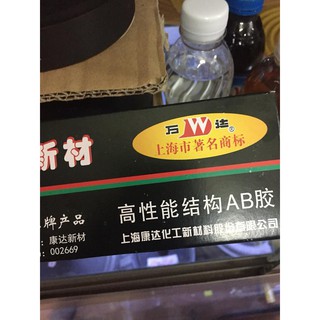 万W达®
上海市著名商标
新材
牌产品
高性能结构AB胶
: 康达新材
: 002669
上海康达化工新材料股份有限公司